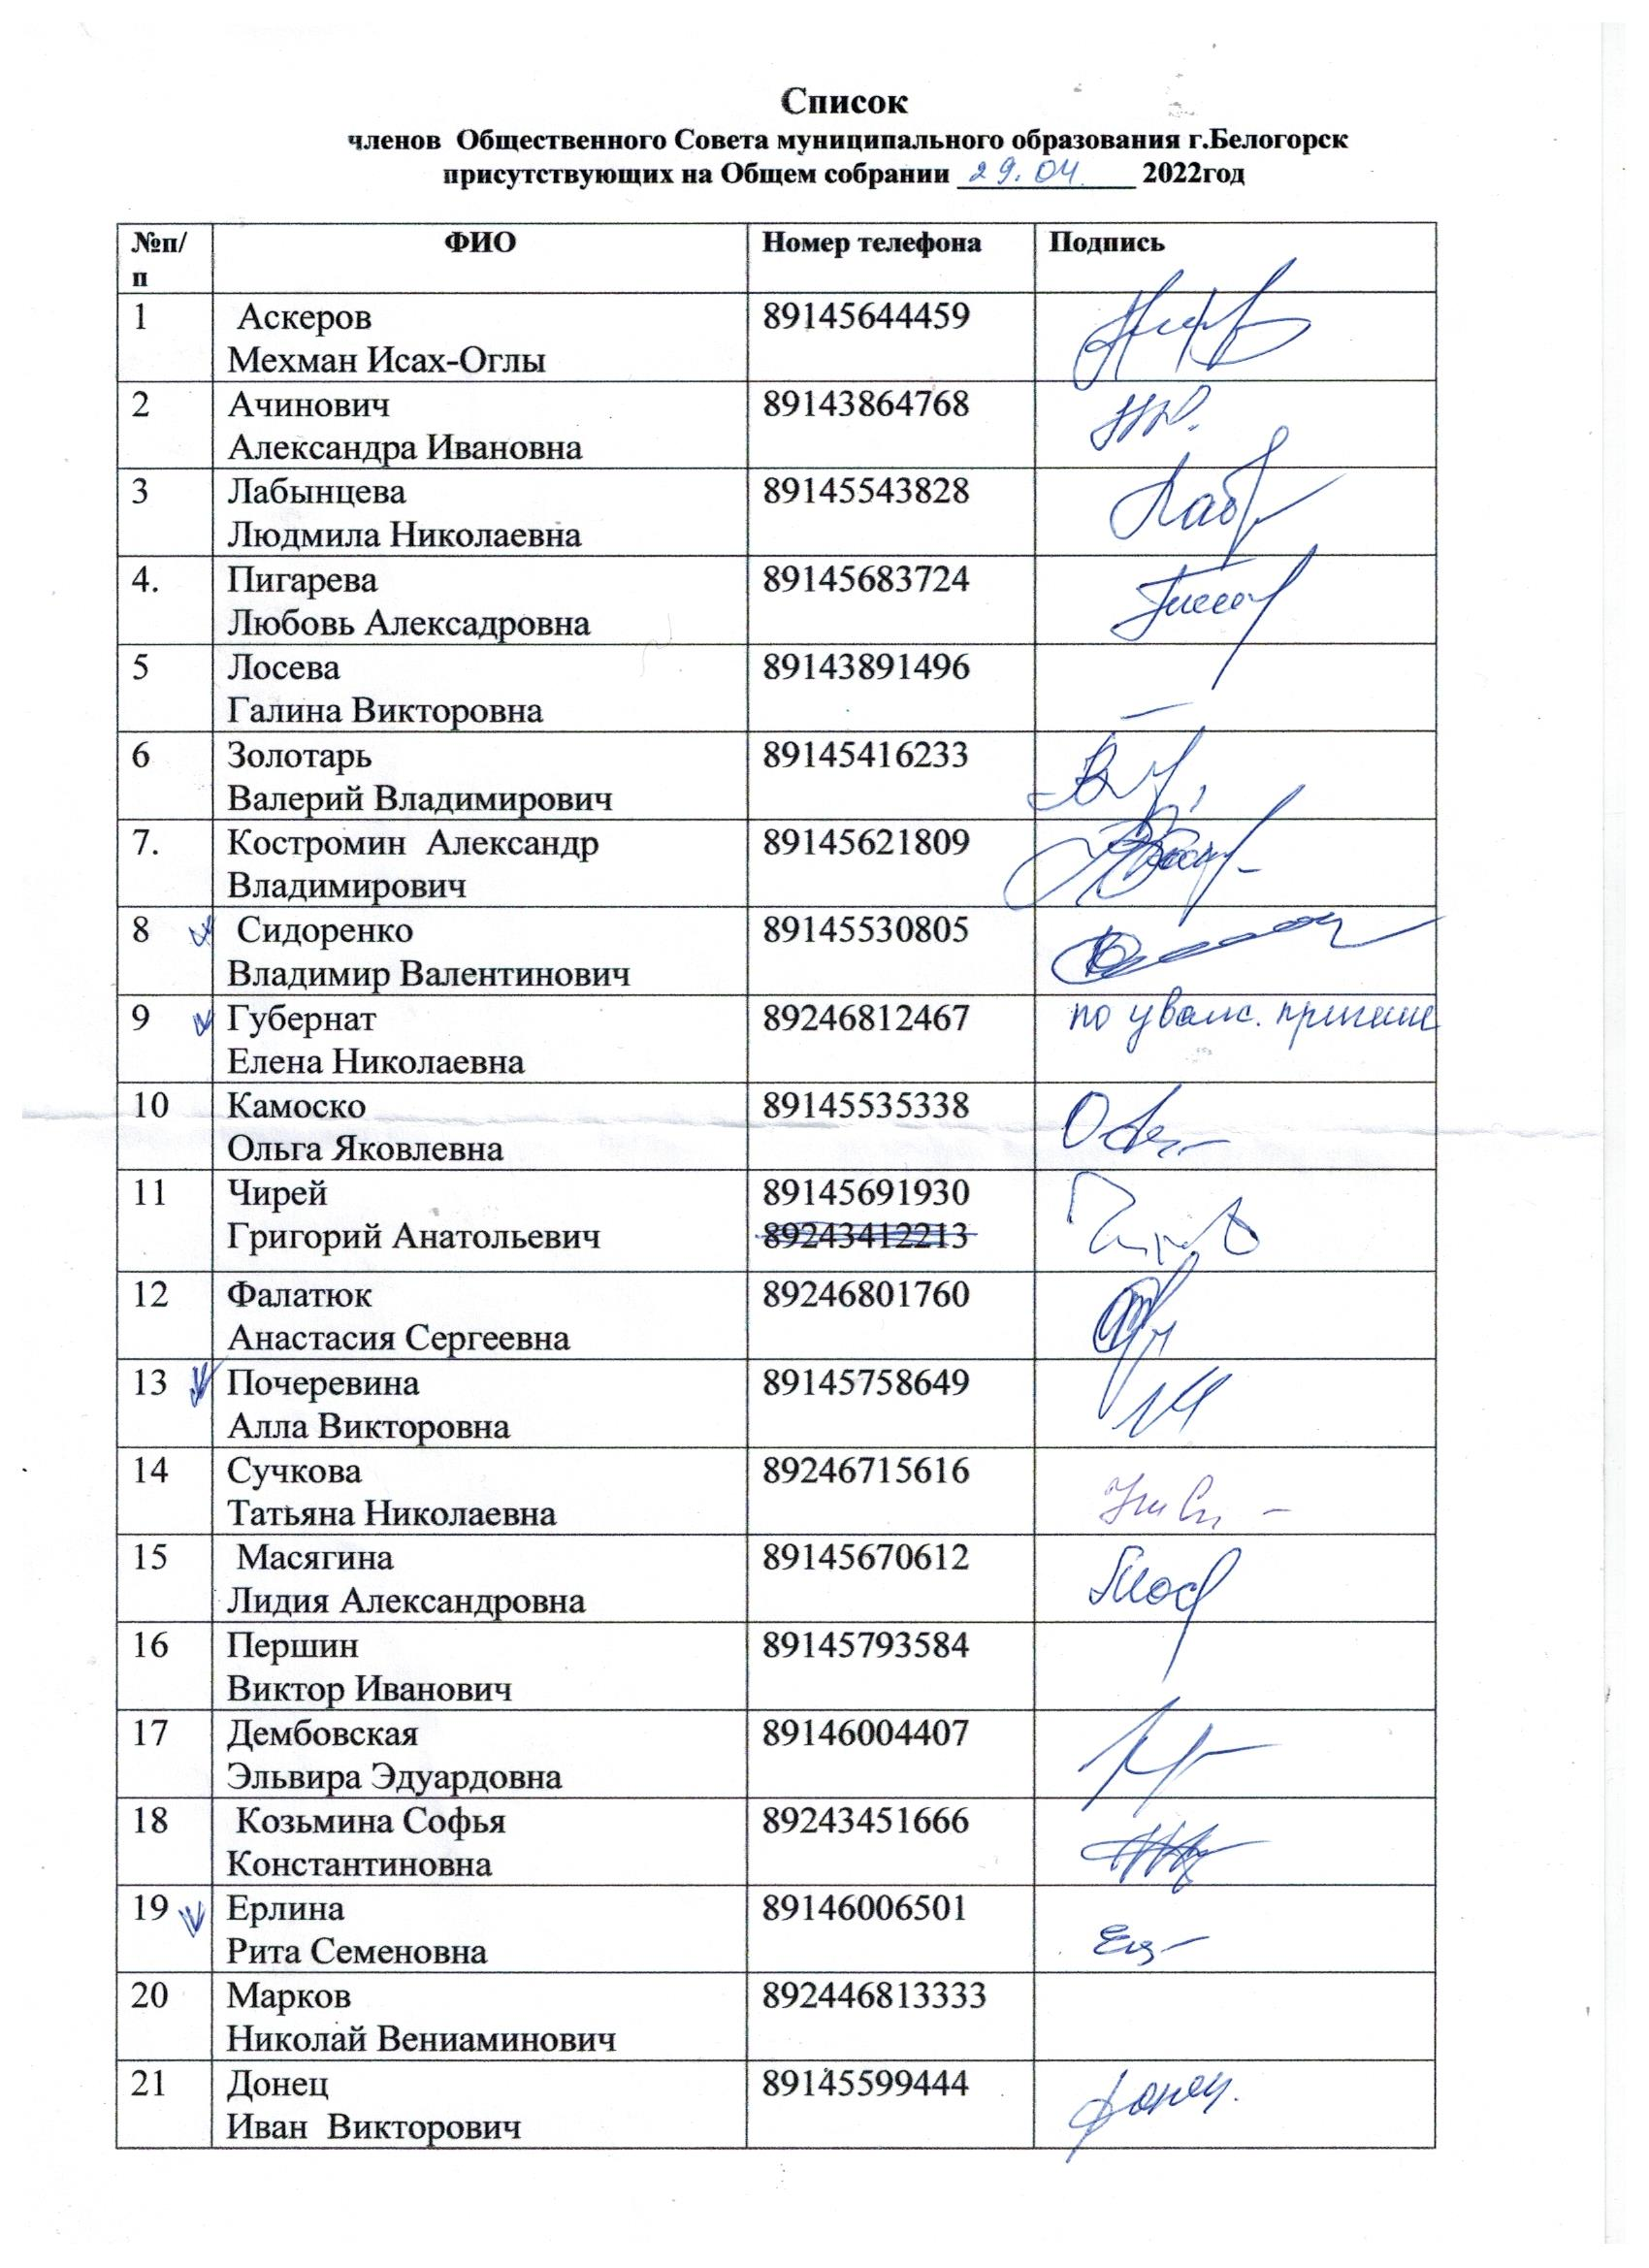 Список
членов Общественного Совета муниципального образования г.Белогорск
присутствующих на Общем собрании 29.04. 2022год
№п/п ФИО Номер телефона Подпись
1 Аскеров 89145644459
Мехман Исах-Оглы
2 Ачинович 89143864768
Александра Ивановна
3 Лабынцева 89145543828
Людмила Николаевна
4. Пигарева 89145683724
Любовь Алексадровна
5 Лосева 89143891496
Галина Викторовна —
6 Золотарь 89145416233
Валерий Владимирович
7. Костромин Александр 89145621809
Владимирович
8 Сидоренко 89145530805
Владимир Валентинович
9 Губернат 89246812467 по уваж. причине
Елена Николаевна
10 Камоско 89145535338
Ольга Яковлевна
11 Чирей 89145691930
Григорий Анатольевич 89243412213
12 Фалатюк 89246801760
Анастасия Сергеевна
13 Почеревина 89145758649
Алла Викторовна
14 Сучкова 89246715616
Татьяна Николаевна
15 Масягина 89145670612
Лидия Александровна
16 Першин 89145793584
Виктор Иванович
17 Дембовская 89146004407
Эльвира Эдуардовна
18 Козьмина Софья 89243451666
Константиновна
19 Ерлина 89146006501
Рита Семеновна
20 Марков 892446813333
Николай Вениаминович
21 Донец 89145599444 Донец.
Иван Викторович